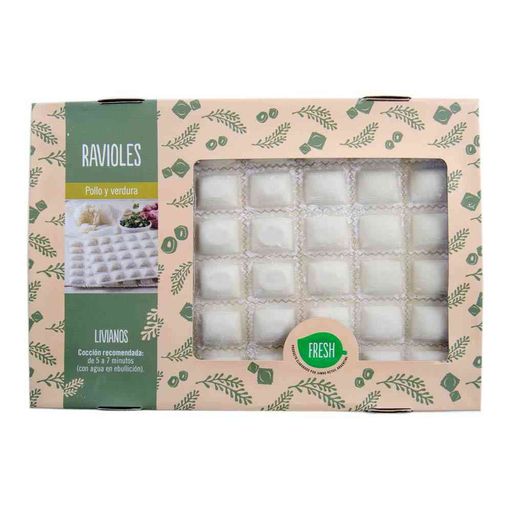 RAVIOLES
Pollo y verdura
LIVIANOS
Cocción recomendada:
de 5 a 7 minutos
(con agua en ebullición).
FRESH